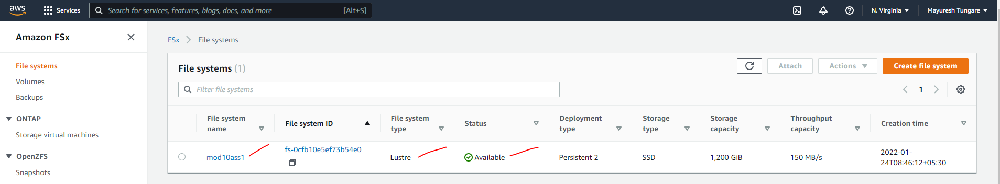 aws
Services
Search for services, features, blogs, docs, and more
[Alt+S]
N. Virginia
Mayuresh Tungare
Amazon FSx
File systems
Volumes
Backups
ONTAP
Storage virtual machines
OpenZFS
Snapshots
FSx
File systems
File systems (1)
Attach
Actions
Create file system
Filter file systems
1
File system
name
File system ID
File system
type
Status
Deployment
type
Storage
type
Storage
capacity
Throughput
capacity
Creation time
mod10ass1
fs-0cfb10e5ef73b54e0
Lustre
Available
Persistent 2
SSD
1,200 GiB
150 MB/s
2022-01-
24T08:46:12+05:30